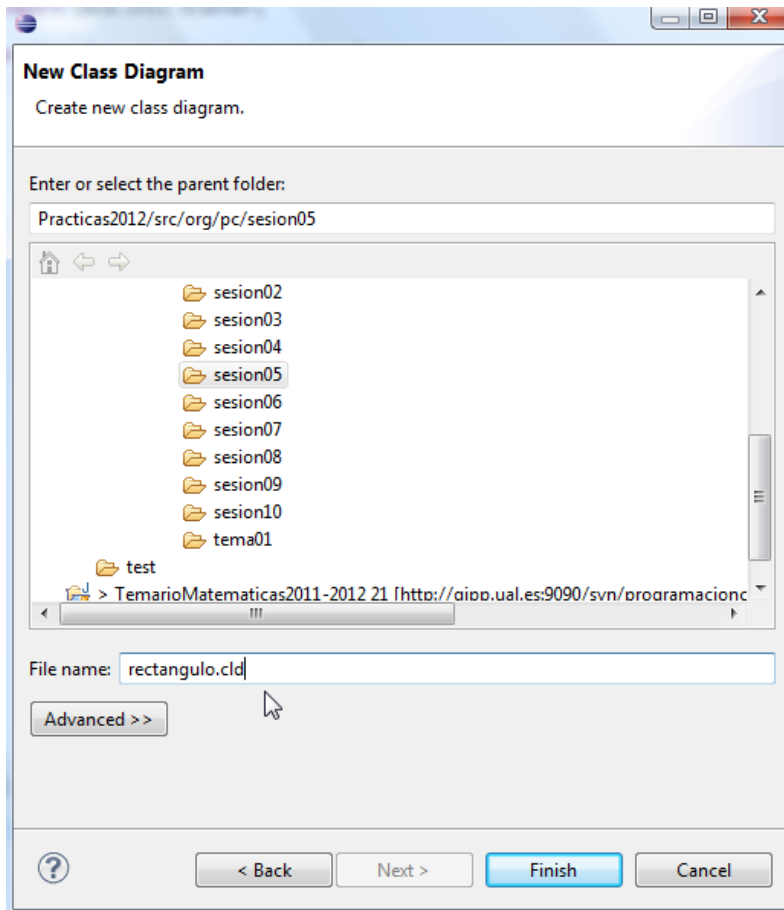 New Class Diagram
Create new class diagram.
Enter or select the parent folder:
Practicas2012/src/org/pc/sesion05
sesion02
sesion03
sesion04
sesion05
sesion06
sesion07
sesion08
sesion09
sesion10
tema01
test
> TemarioMatematicas2011-2012 21 [http://gipp.ual.es:9090/svn/programacionc
File name: rectangulo.cld
Advanced >>
< Back Next > Finish Cancel